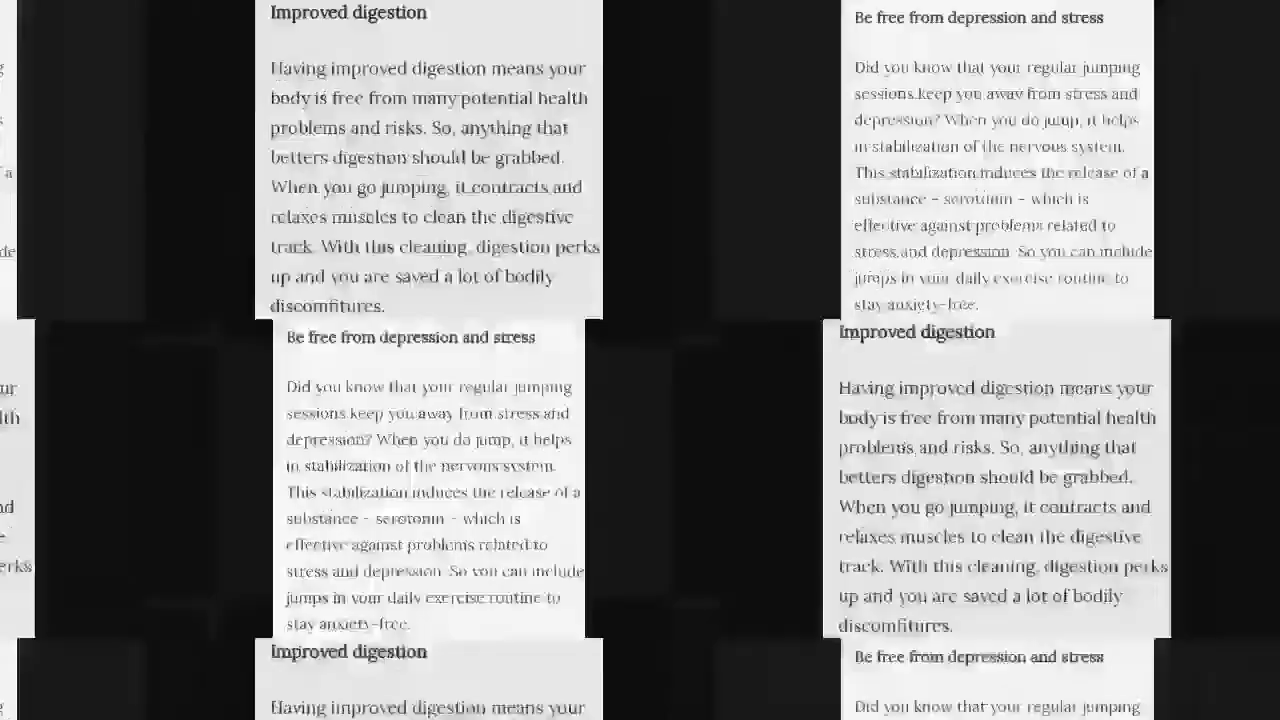 Improved digestion
Having improved digestion means your
body is free from many potential health
problems and risks. So, anything that
betters digestion should be grabbed.
When you go jumping, it contracts and
relaxes muscles to clean the digestive
track. With this cleaning, digestion perks
up and you are saved a lot of bodily
discomfitures.
Be free from depression and stress
Did you know that your regular jumping
sessions keep you away from stress and
depression? When you do jump, it helps
in stabilization of the nervous system.
This stabilization induces the release of a
substance - serotonin - which is
effective against problems related to
stress and depression. So you can include
jumps in your daily exercise routine to
stay anxiety-free.
Be free from depression and stress
Did you know that your regular jumping
sessions keep you away from stress and
depression? When you do jump, it helps
in stabilization of the nervous system.
This stabilization induces the release of a
substance - serotonin - which is
effective against problems related to
stress and depression. So you can include
jumps in your daily exercise routine to
stay anxiety-free.
Improved digestion
Having improved digestion means your
body is free from many potential health
problems and risks. So, anything that
betters digestion should be grabbed.
When you go jumping, it contracts and
relaxes muscles to clean the digestive
track. With this cleaning, digestion perks
up and you are saved a lot of bodily
discomfitures.
Improved digestion
Having improved digestion means your
Be free from depression and stress
Did you know that your regular jumping